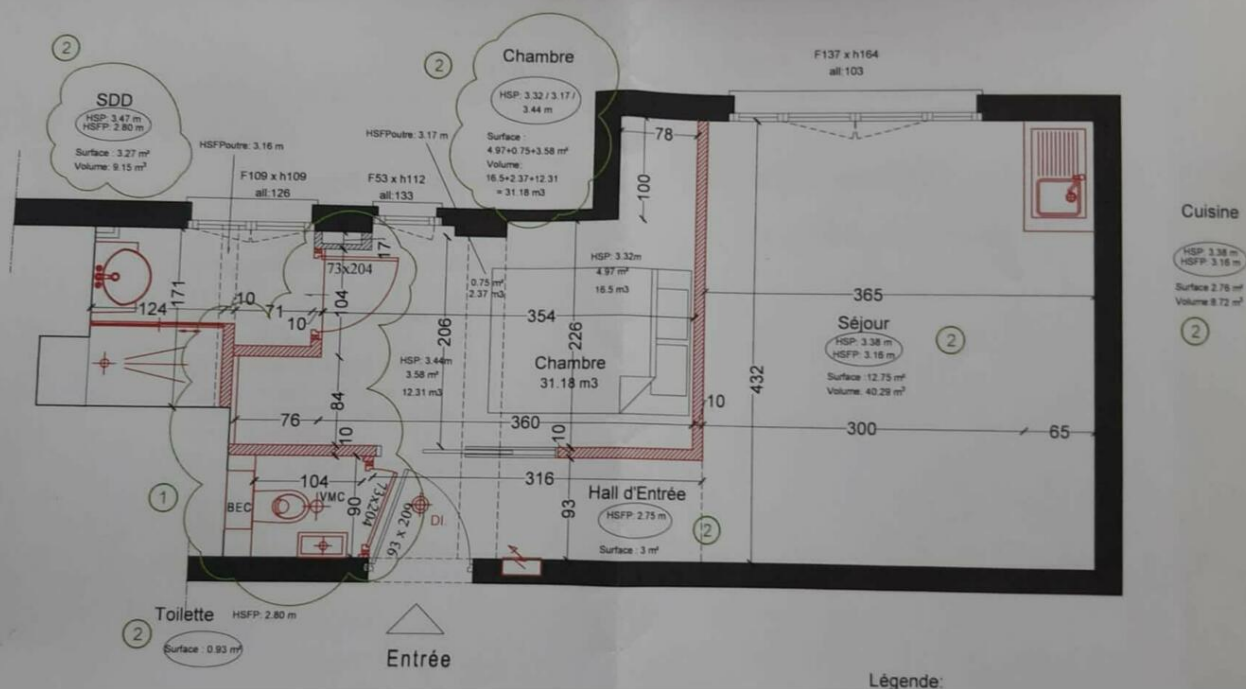 2
SDD
HSP: 3.47 m
HSFP: 2.80 m
Surface : 3.27 m²
Volume: 9.15 m³
HSFPoutre: 3.16 m
F109 x h109
all:126
2
Chambre
HSP: 3.32 / 3.17 /
3.44 m
Surface :
4.97+0.75+3.58 m²
Volume:
16.5+2.37+12.31
= 31.18 m3
HSFPoutre: 3.17 m
F53 x h112
all:133
F137 x h164
all:103
78
100
17
73x204
104
171
124
10
71
10
0.75 m²
2.37 m3
HSP: 3.32m
4.97 m²
16.5 m3
206
354
226
Chambre
31.18 m3
HSP: 3.44m
3.58 m²
12.31 m3
84
76
10
360
10
10
365
Séjour
HSP: 3.38 m
HSFP: 3.16 m
2
Surface : 12.75 m²
Volume: 40.29 m³
432
300
65
Cuisine
HSP: 3.38 m
HSFP: 3.16 m
Surface 2.76 m²
Volume 8.72 m³
2
1
104
BEC
VMC
90
73x204
93 x 209
DI.
316
93
Hall d'Entrée
HSFP: 2.75 m
2
Surface : 3 m²
Toilette
HSFP: 2.80 m
2
Surface : 0.93 m²
Entrée
Légende: